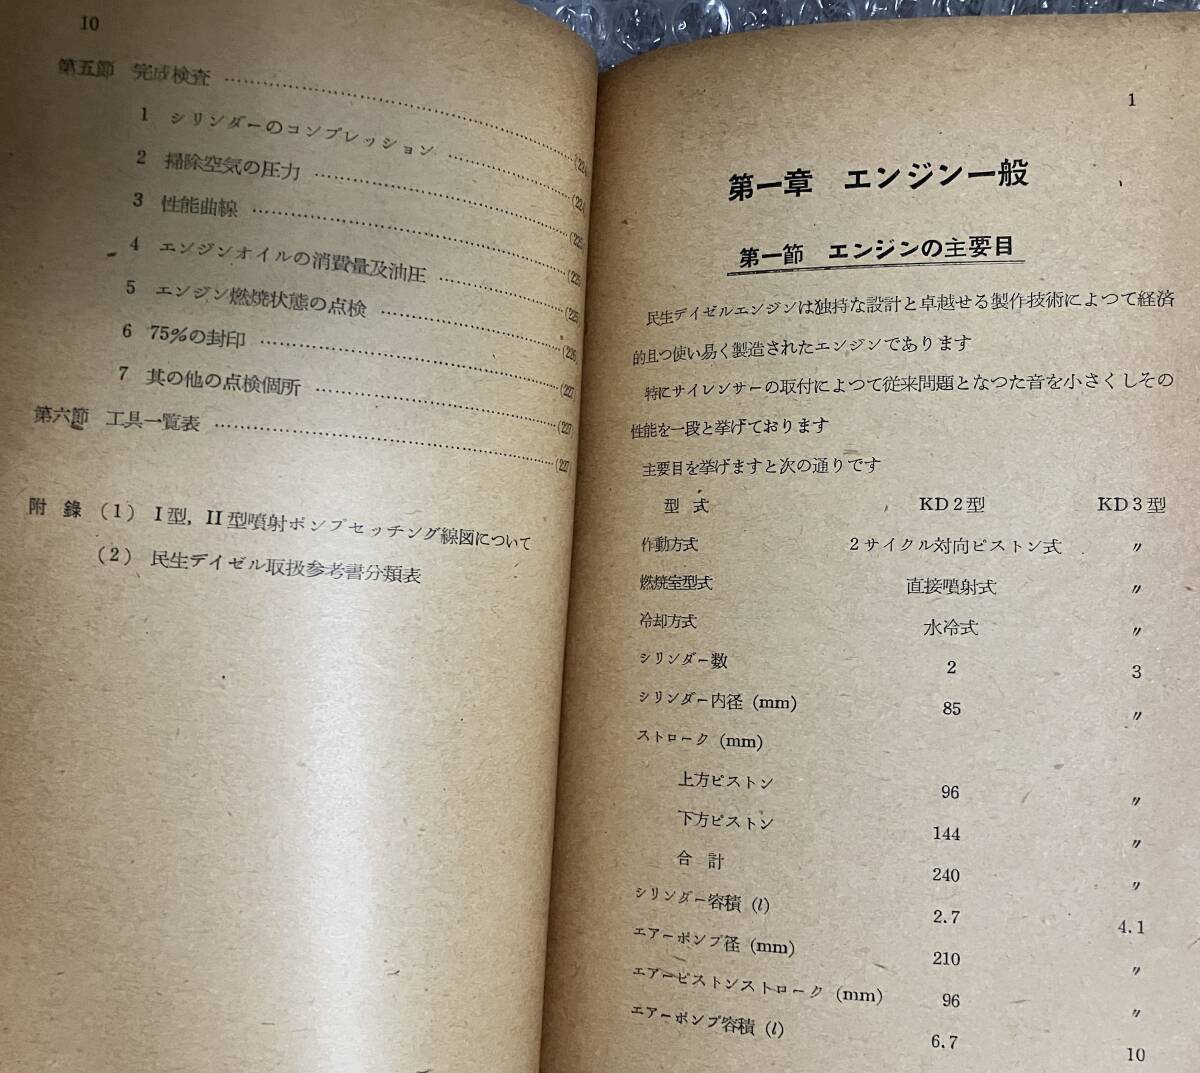 10
第五節 完成検査 ……………(224)
1 シリンダーのコンプレッション ……………(224)
2 掃除空気の圧力 ……………(225)
3 性能曲線 ……………(225)
4 エンジンオイルの消費量及油圧 ……………(225)
5 エンジン燃焼状態の点検 ……………(226)
6 75%の封印 ……………(227)
7 其の他の点検個所 ……………(227)
第六節 工具一覧表 ……………(227)
附 錄 (1) I型, II型噴射ポンプセッチング線図について
(2) 民生デイゼル取扱参考書分類表
1
第一章 エンジン一般
第一節 エンジンの主要目
民生デイゼルエンジンは独特な設計と卓越せる製作技術によつて経済
的且つ使い易く製造されたエンジンであります
特にサイレンサーの取付によつて従来問題となつた音を小さくしその
性能を一段と挙げております
主要目を挙げますと次の通りです
型 式 KD2型 KD3型
作動方式 2サイクル対向ピストン式 〃
燃焼室型式 直接噴射式 〃
冷却方式 水冷式 〃
シリンダー数 2 3
シリンダー内径 (mm) 85 〃
ストローク (mm)
上方ピストン 96 〃
下方ピストン 144 〃
合 計 240 〃
シリンダー容積 (l) 2.7 4.1
エアーポンプ径 (mm) 210 〃
エアーピストンストローク (mm) 96 〃
エアーポンプ容積 (l) 6.7 10